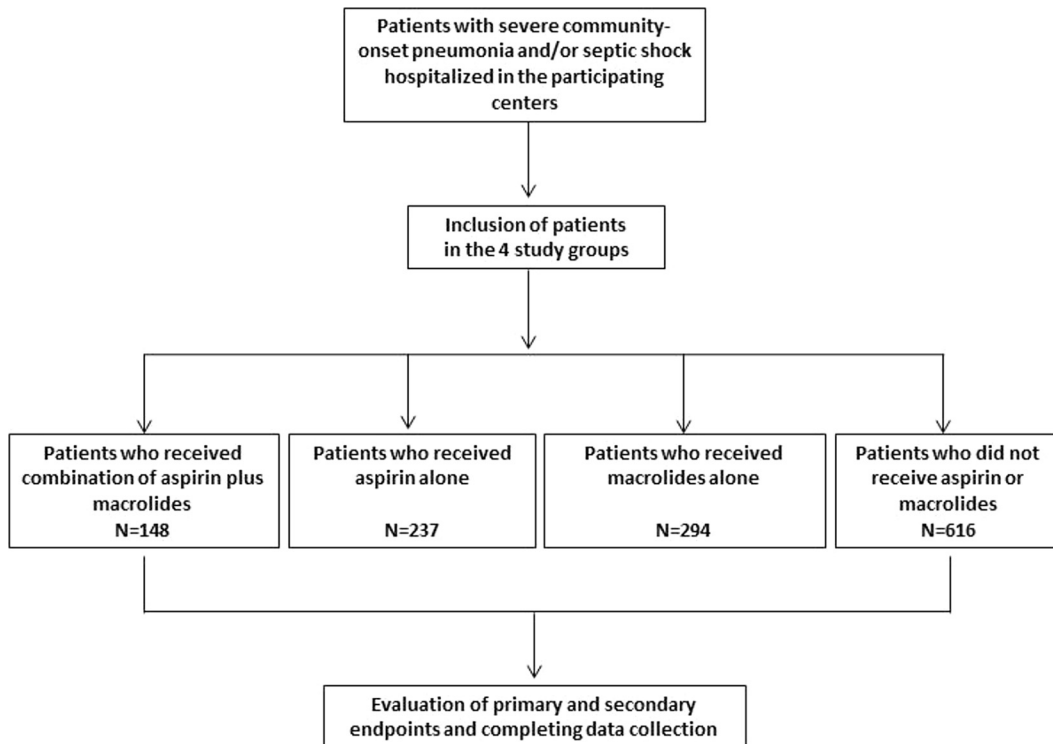 Patients with severe community-
onset pneumonia and/or septic shock
hospitalized in the participating
centers
Inclusion of patients
in the 4 study groups
Patients who received
combination of aspirin plus
macrolides
N=148
Patients who received
aspirin alone
N=237
Patients who received
macrolides alone
N=294
Patients who did not
receive aspirin or
macrolides
N=616
Evaluation of primary and secondary
endpoints and completing data collection